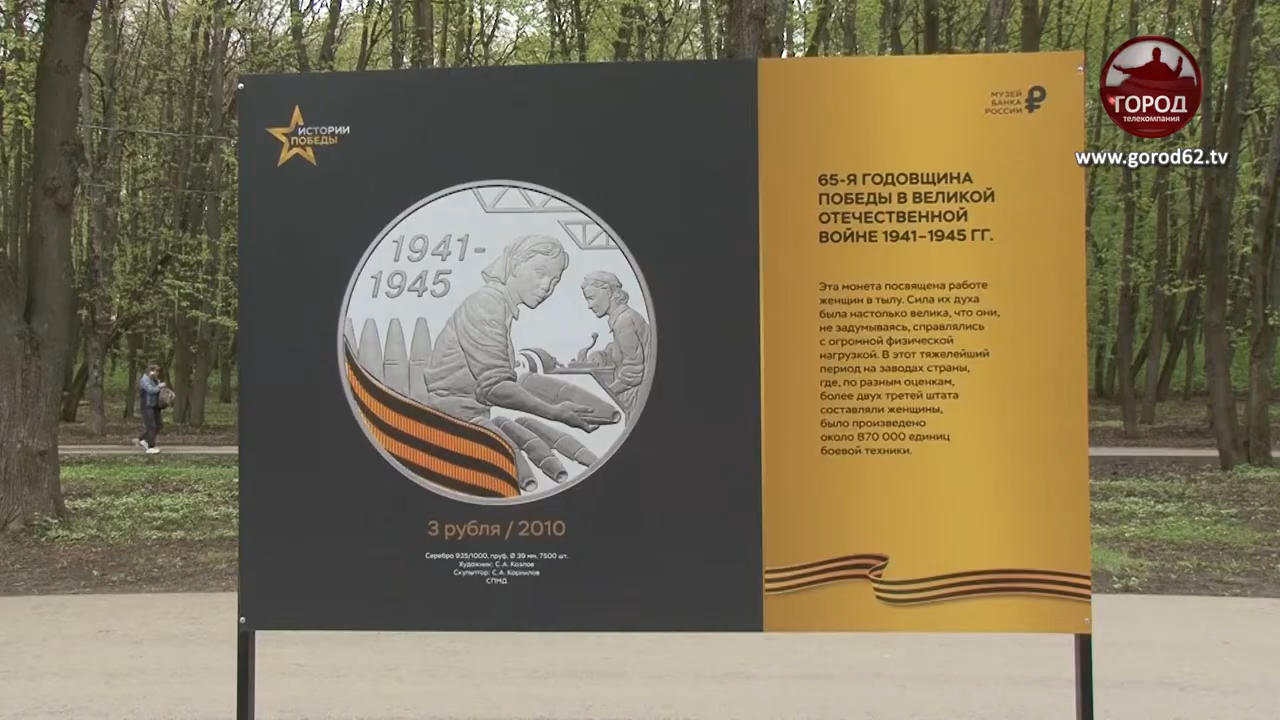 ИСТОРИИ
ПОБЕДЫ
1941-
1945
3 рубля / 2010
Серебро 925/1000, пруф, Ø 39 мм, 7500 шт.
Художник: С.А. Козлов
Скульптор: С.А. Корнилов
СПМД
МУЗЕЙ
БАНКА
РОССИИ
65-Я ГОДОВЩИНА
ПОБЕДЫ В ВЕЛИКОЙ
ОТЕЧЕСТВЕННОЙ
ВОЙНЕ 1941–1945 ГГ.
Эта монета посвящена работе
женщин в тылу. Сила их духа
была настолько велика, что они,
не задумываясь, справлялись
с огромной физической
нагрузкой. В этот тяжелейший
период на заводах страны,
где, по разным оценкам,
более двух третей штата
составляли женщины,
было произведено
около 870 000 единиц
боевой техники.
ГОРОД
телекомпания
www.gorod62.tv